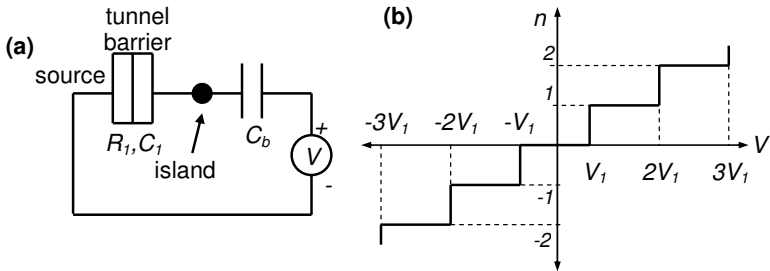 (a)
tunnel
barrier
source
R1,C1
island
Cb
+
V
-
(b)
n
2
1
-3V1 -2V1 -V1
V
V1 2V1 3V1
-1
-2